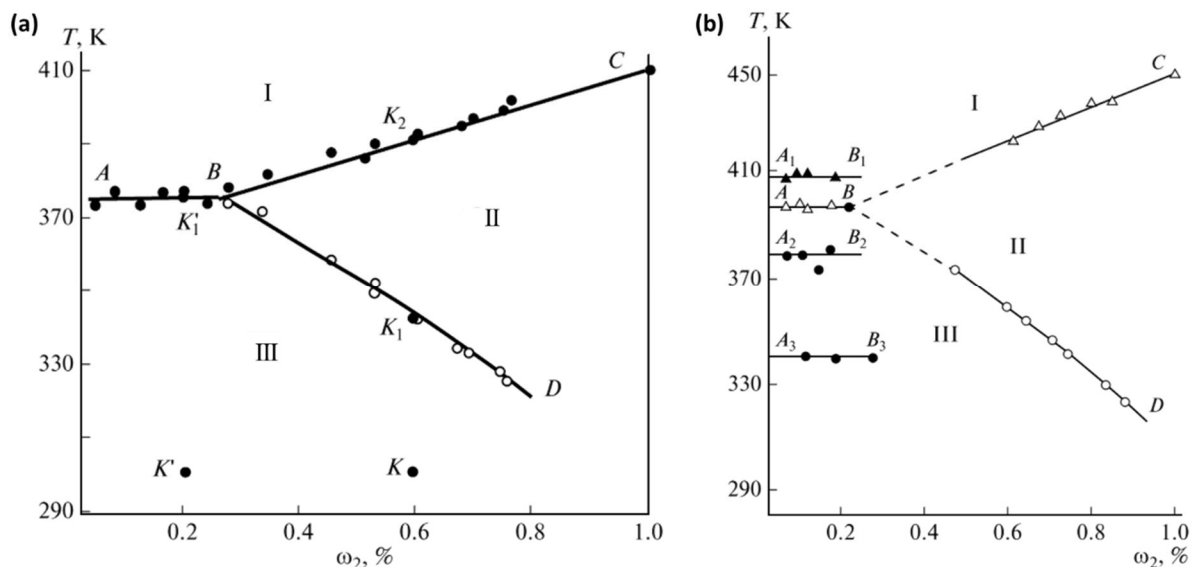 (a)
T, K
410
370
330
290
I
II
III
A
B
C
D
K₂
K₁'
K₁
K'
K
0.2
0.4
0.6
0.8
1.0
ω₂, %
(b)
T, K
450
410
370
330
290
I
II
III
A₁
B₁
A
B
A₂
B₂
A₃
B₃
C
D
0.2
0.4
0.6
0.8
1.0
ω₂, %